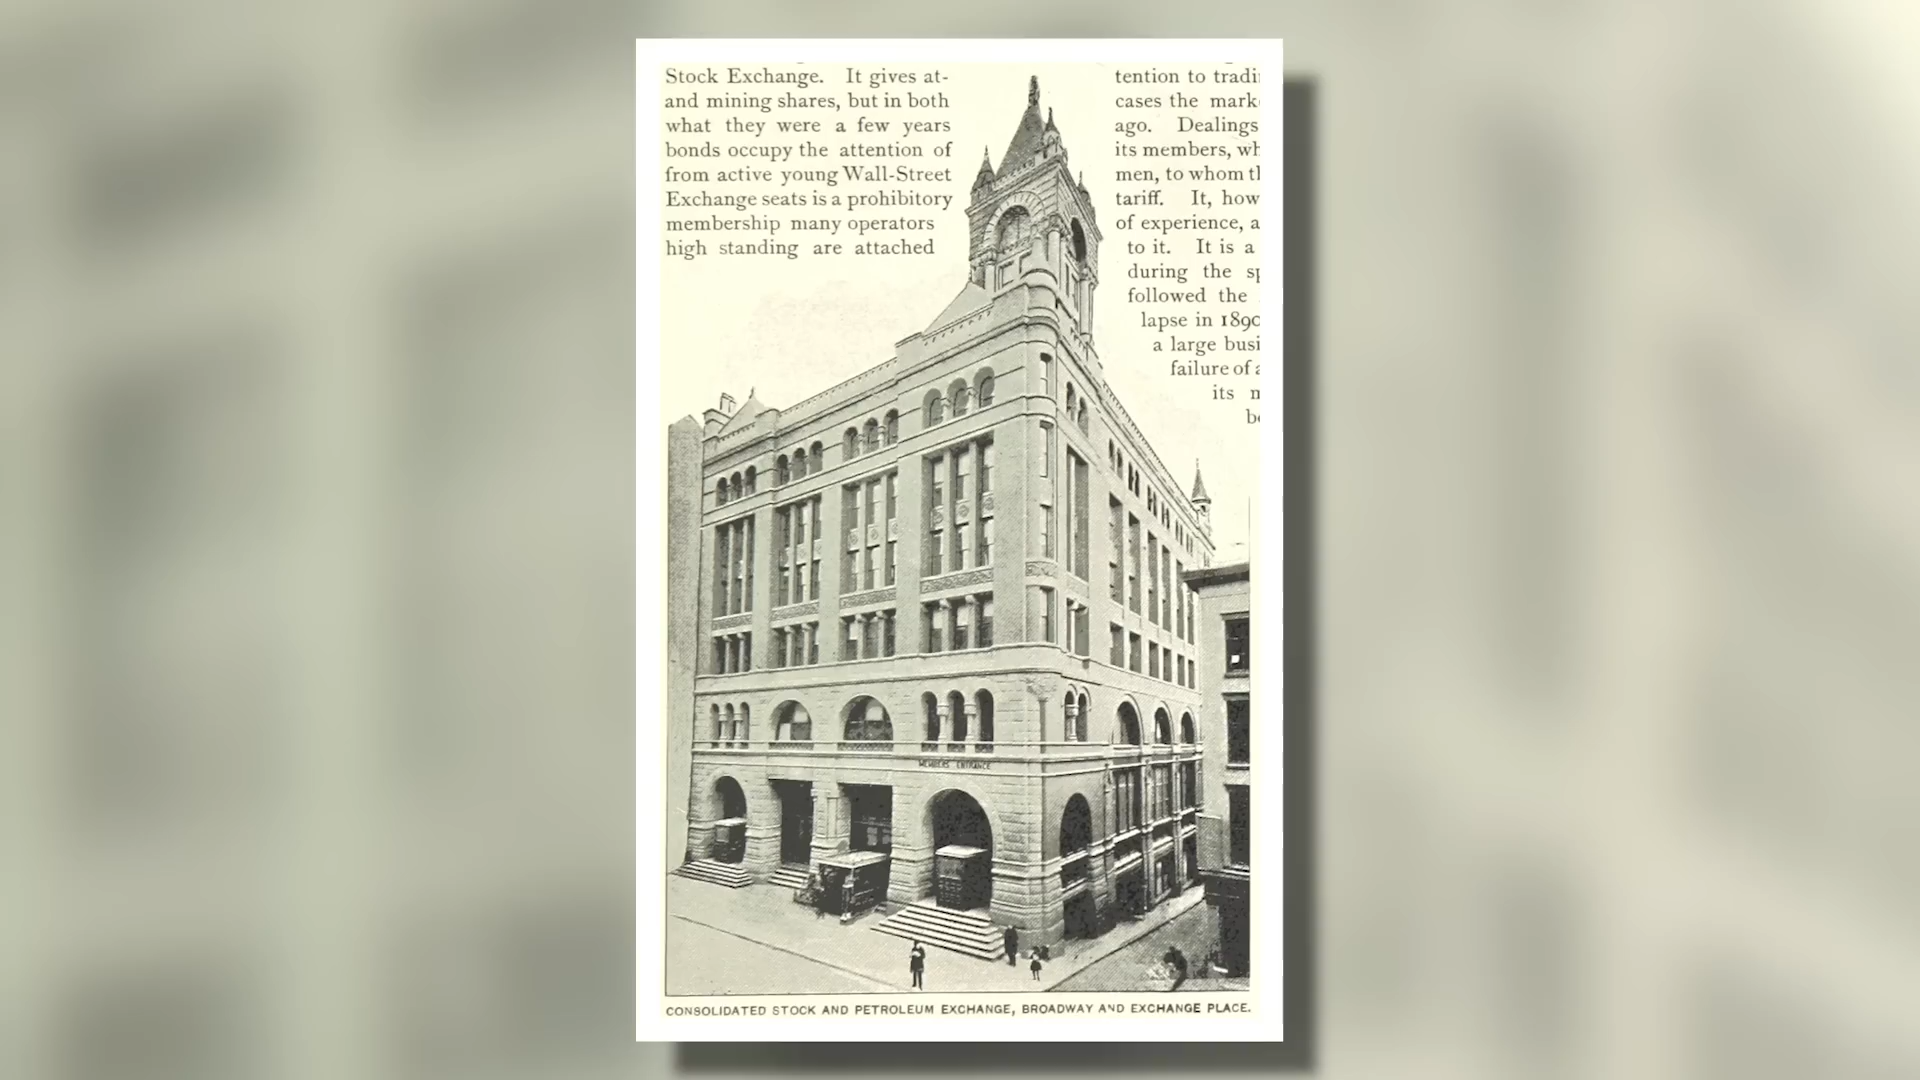 Stock Exchange. It gives at-
and mining shares, but in both
what they were a few years
bonds occupy the attention of
from active young Wall-Street
Exchange seats is a prohibitory
membership many operators
high standing are attached
tention to
cases the
ago. Dealings
its members,
men, to whom
tariff. It,
of experience,
to it. It is a
during the
followed the
lapse in
a large
failure of
its
MEMBERS ENTRANCE
CONSOLIDATED STOCK AND PETROLEUM EXCHANGE, BROADWAY AND EXCHANGE PLACE.